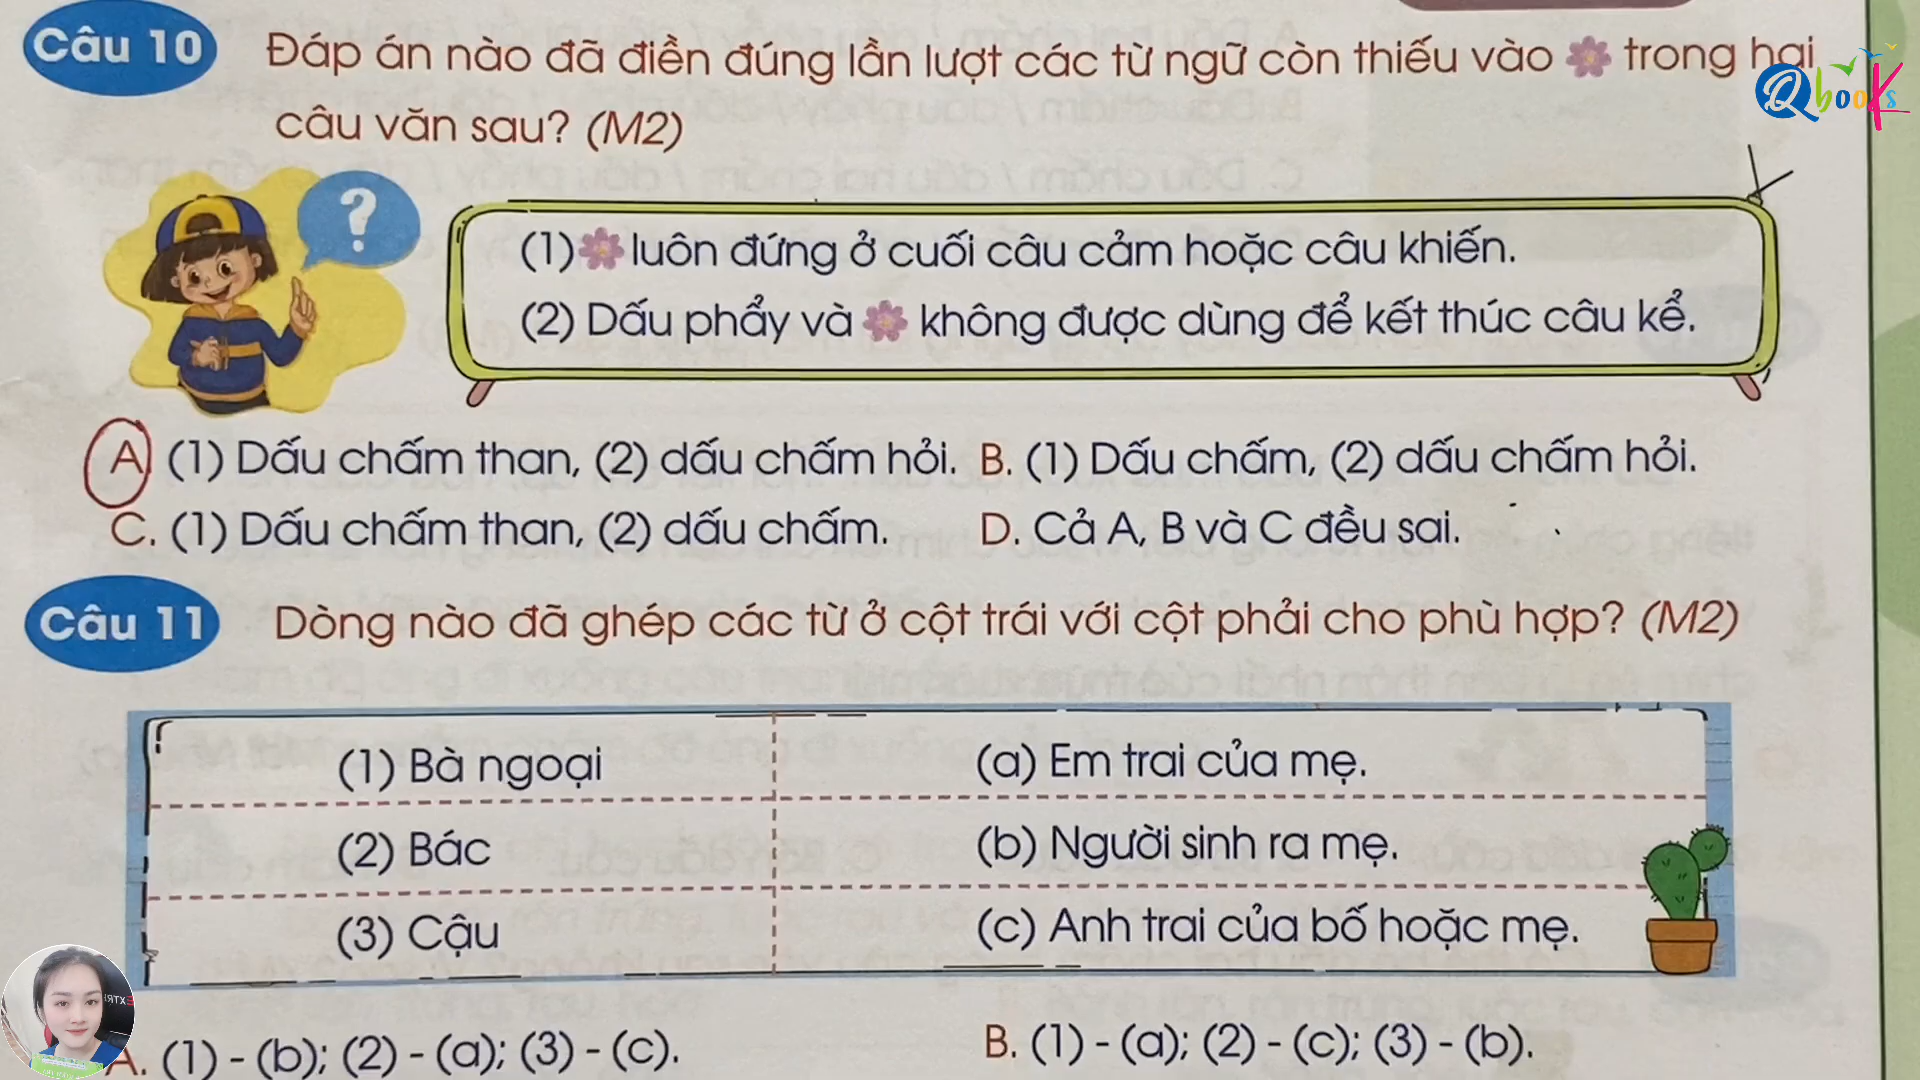 Câu 10 Đáp án nào đã điền đúng lần lượt các từ ngữ còn thiếu vào trong hai
câu văn sau? (M2)
Qbooks
?
(1) luôn đứng ở cuối câu cảm hoặc câu khiến.
(2) Dấu phẩy và không được dùng để kết thúc câu kể.
A (1) Dấu chấm than, (2) dấu chấm hỏi. B. (1) Dấu chấm, (2) dấu chấm hỏi.
C. (1) Dấu chấm than, (2) dấu chấm. D. Cả A, B và C đều sai.
Câu 11 Dòng nào đã ghép các từ ở cột trái với cột phải cho phù hợp? (M2)
(1) Bà ngoại (a) Em trai của mẹ.
(2) Bác (b) Người sinh ra mẹ.
(3) Cậu (c) Anh trai của bố hoặc mẹ.
A. (1) - (b); (2) - (a); (3) - (c). B. (1) - (a); (2) - (c); (3) - (b).